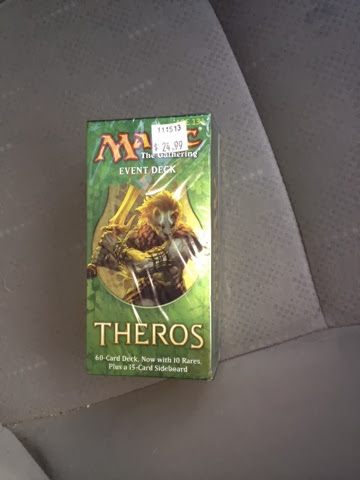 111513
$ 24.99
MAGIC
The Gathering
EVENT DECK
THEROS
60-Card Deck. Now with 10 Rares.
Plus a 15-Card Sideboard